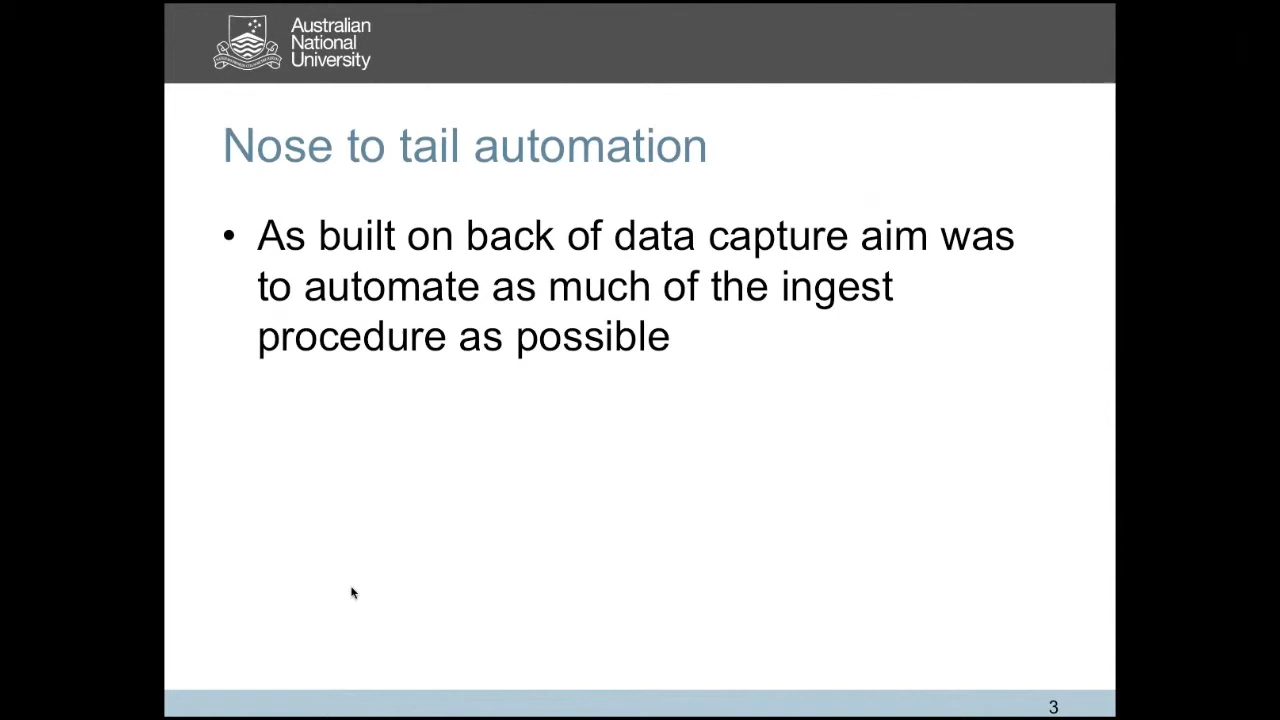 Australian
National
University
Nose to tail automation
• As built on back of data capture aim was
to automate as much of the ingest
procedure as possible
3